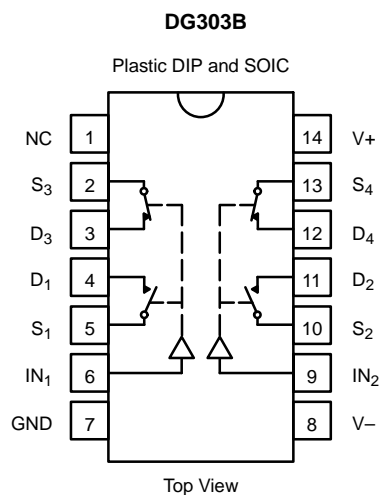 DG303B
Plastic DIP and SOIC
NC 1 14 V+
S3 2 13 S4
D3 3 12 D4
D1 4 11 D2
S1 5 10 S2
IN1 6 9 IN2
GND 7 8 V–
Top View